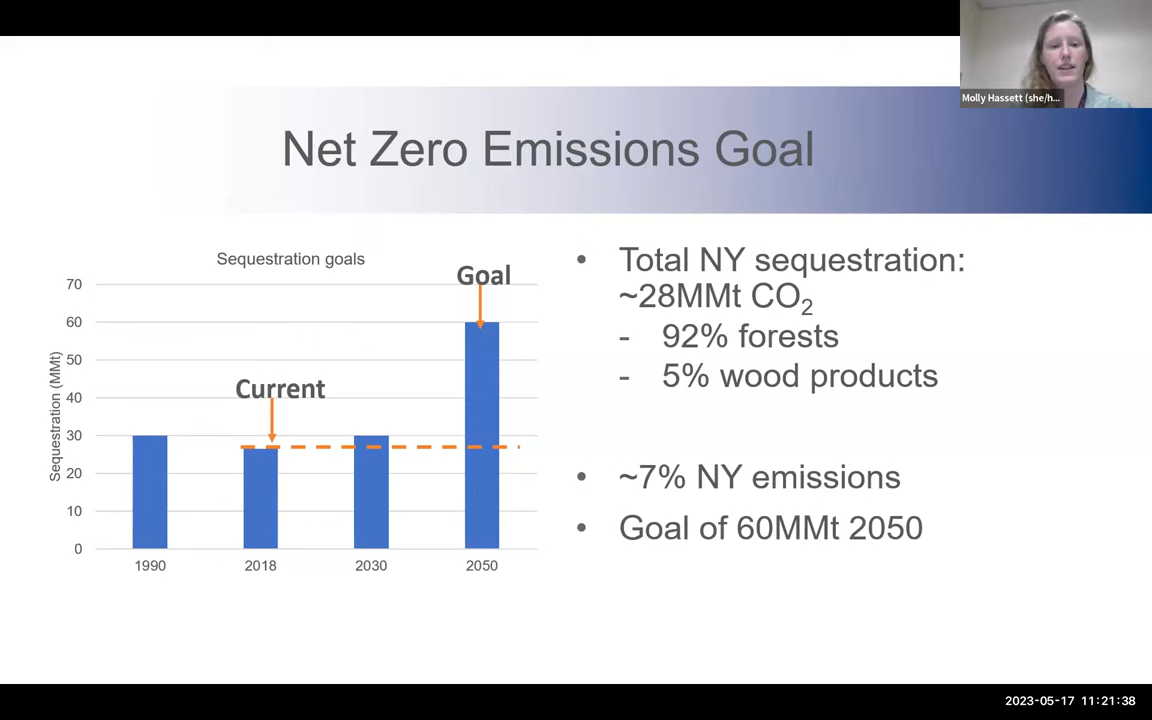 Molly Hassett (she/h...
Net Zero Emissions Goal
Sequestration goals
Sequestration (MMt)
70
60
50
40
30
20
10
0
Goal
Current
1990
2018
2030
2050
• Total NY sequestration:
~28MMt CO₂
- 92% forests
- 5% wood products
• ~7% NY emissions
• Goal of 60MMt 2050
2023-05-17 11:21:38